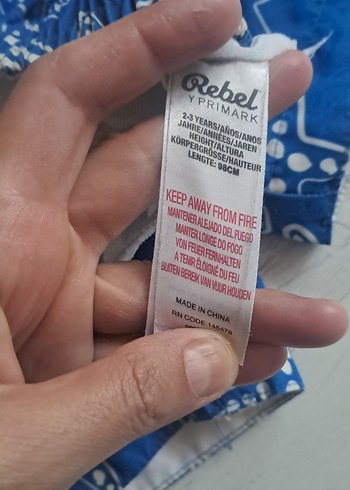 Rebel
Y PRIMARK
2-3 YEARS/AÑOS/ANOS
JAHRE/ANNÉES/JAREN
HEIGHT/ALTURA
KÖRPERGRÖSSE/HAUTEUR
LENGTE: 98CM
KEEP AWAY FROM FIRE
MANTENER ALEJADO DEL FUEGO
MANTER LONGE DO FOGO
VON FEUER FERNHALTEN
A TENIR ÉLOIGNÉ DU FEU
BUITEN BEREIK VAN VUUR HOUDEN
MADE IN CHINA
RN CODE:145478